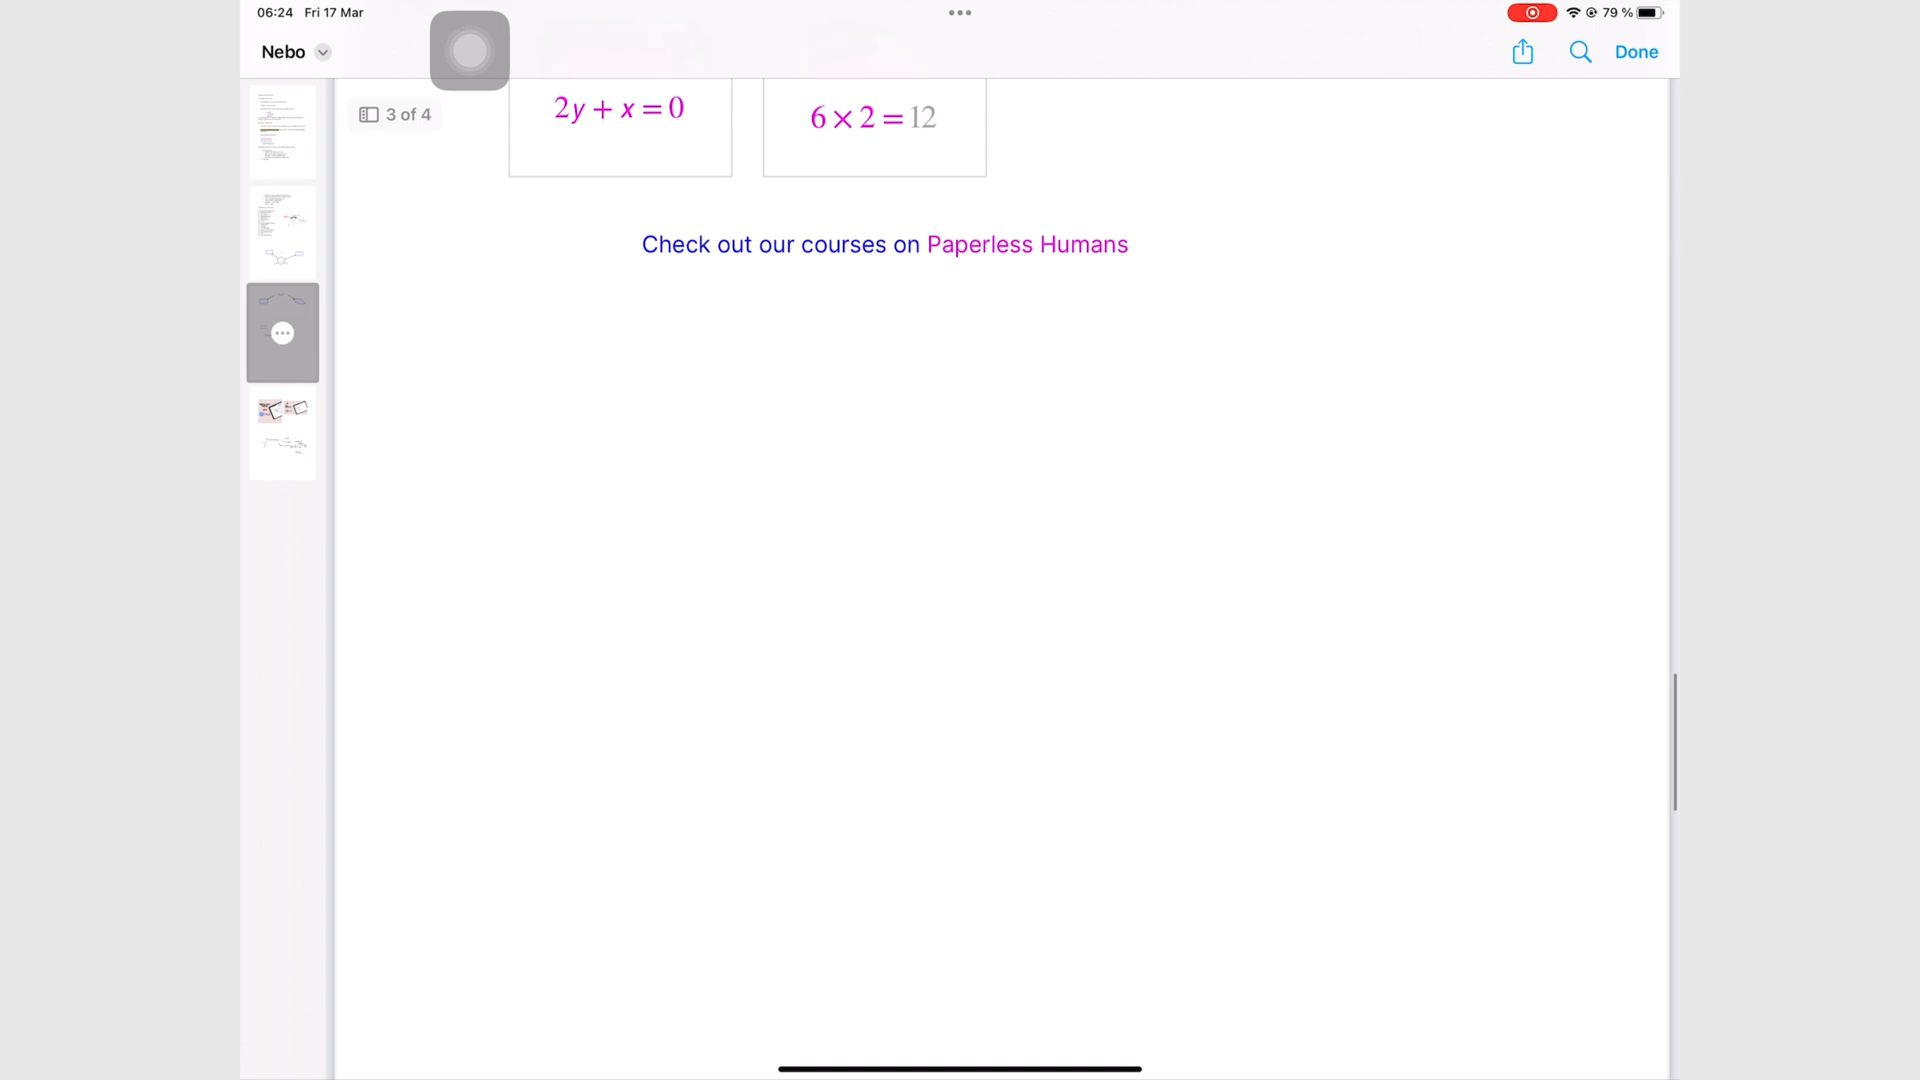 06:24 Fri 17 Mar
79 %
Nebo
Done
3 of 4
2y + x = 0
6 × 2 = 12
Check out our courses on Paperless Humans